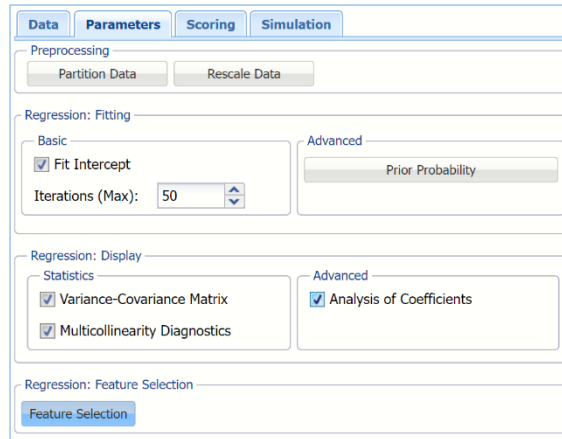 Data Parameters Scoring Simulation
Preprocessing
Partition Data Rescale Data
Regression: Fitting
Basic
Fit Intercept
Iterations (Max): 50
Advanced
Prior Probability
Regression: Display
Statistics
Variance-Covariance Matrix
Multicollinearity Diagnostics
Advanced
Analysis of Coefficients
Regression: Feature Selection
Feature Selection